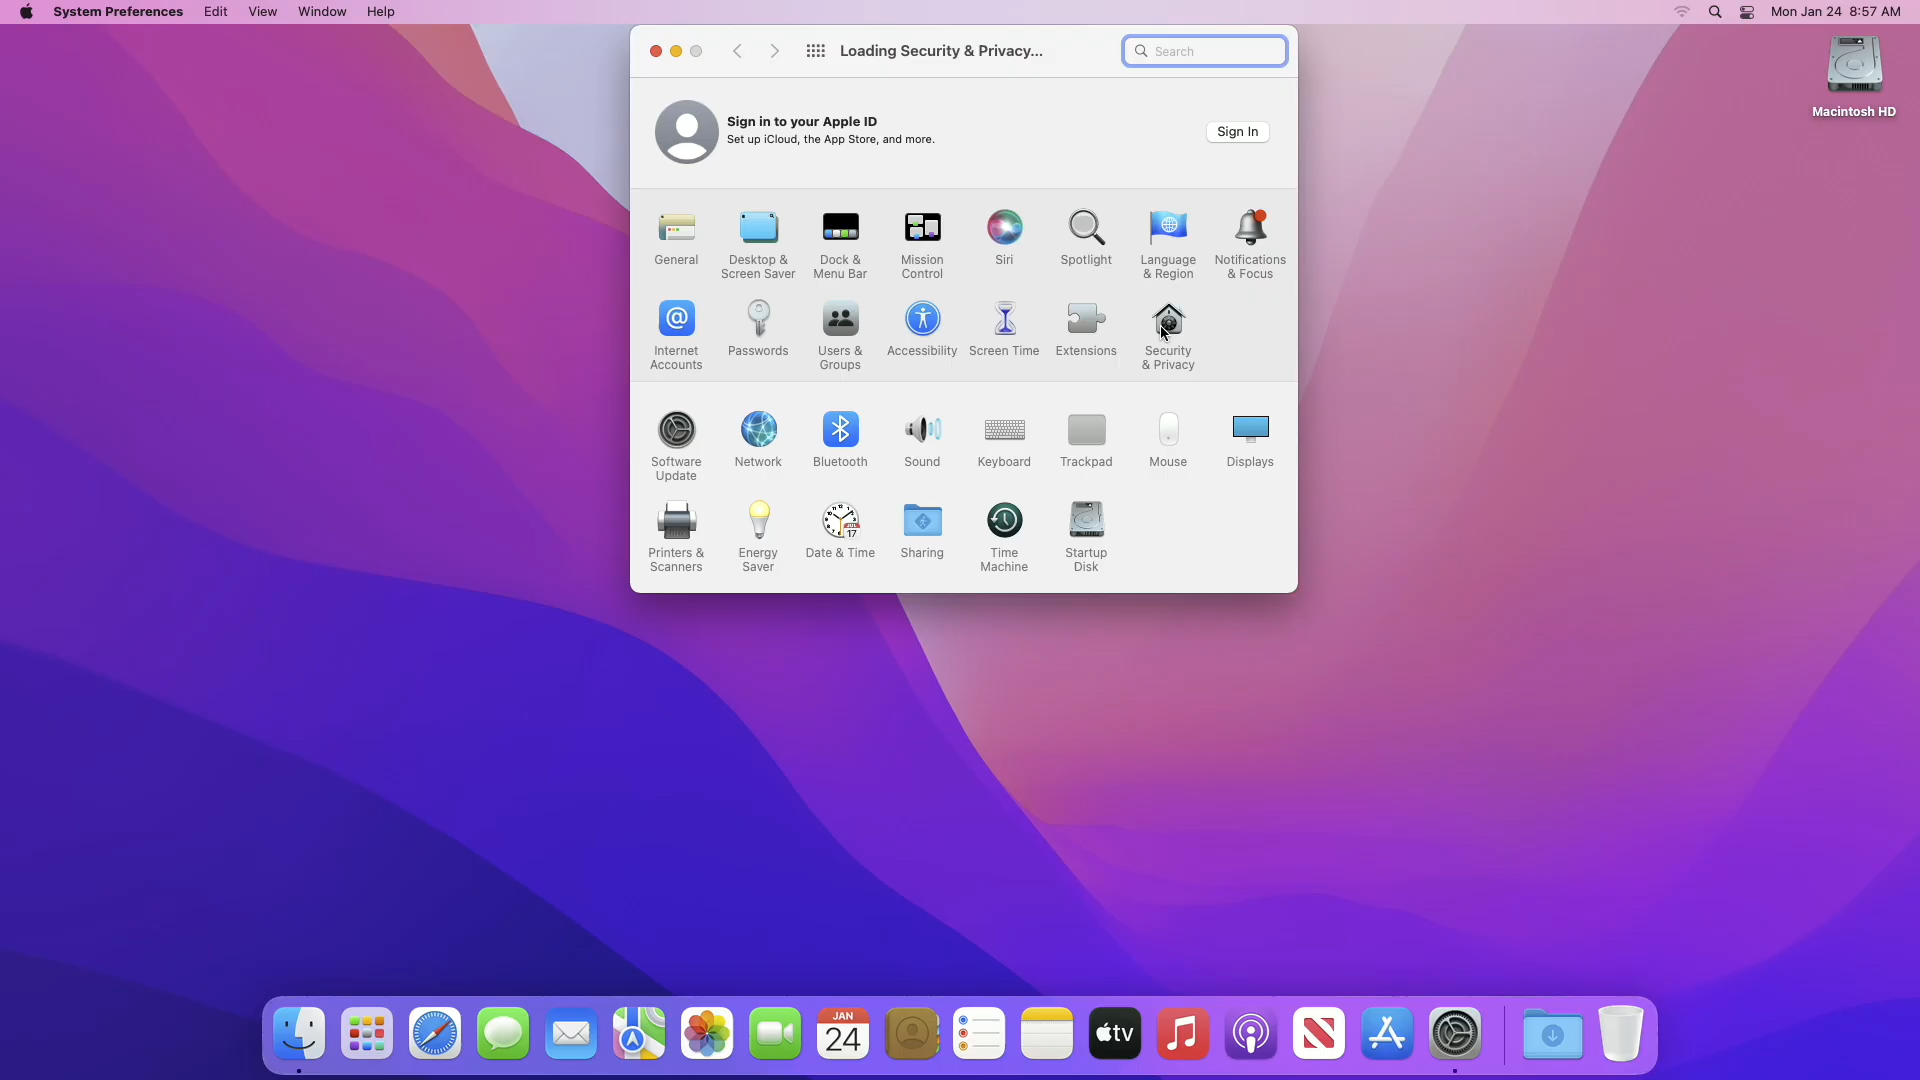 System Preferences Edit View Window Help
Mon Jan 24 8:57 AM
Loading Security & Privacy...
Search
Macintosh HD
Sign in to your Apple ID
Set up iCloud, the App Store, and more.
Sign In
General
Desktop &
Screen Saver
Dock &
Menu Bar
Mission
Control
Siri
Spotlight
Language
& Region
Notifications
& Focus
Internet
Accounts
Passwords
Users &
Groups
Accessibility
Screen Time
Extensions
Security
& Privacy
Software
Update
Network
Bluetooth
Sound
Keyboard
Trackpad
Mouse
Displays
Printers &
Scanners
Energy
Saver
Date & Time
JUL
17
Sharing
Time
Machine
Startup
Disk
JAN
24
tv